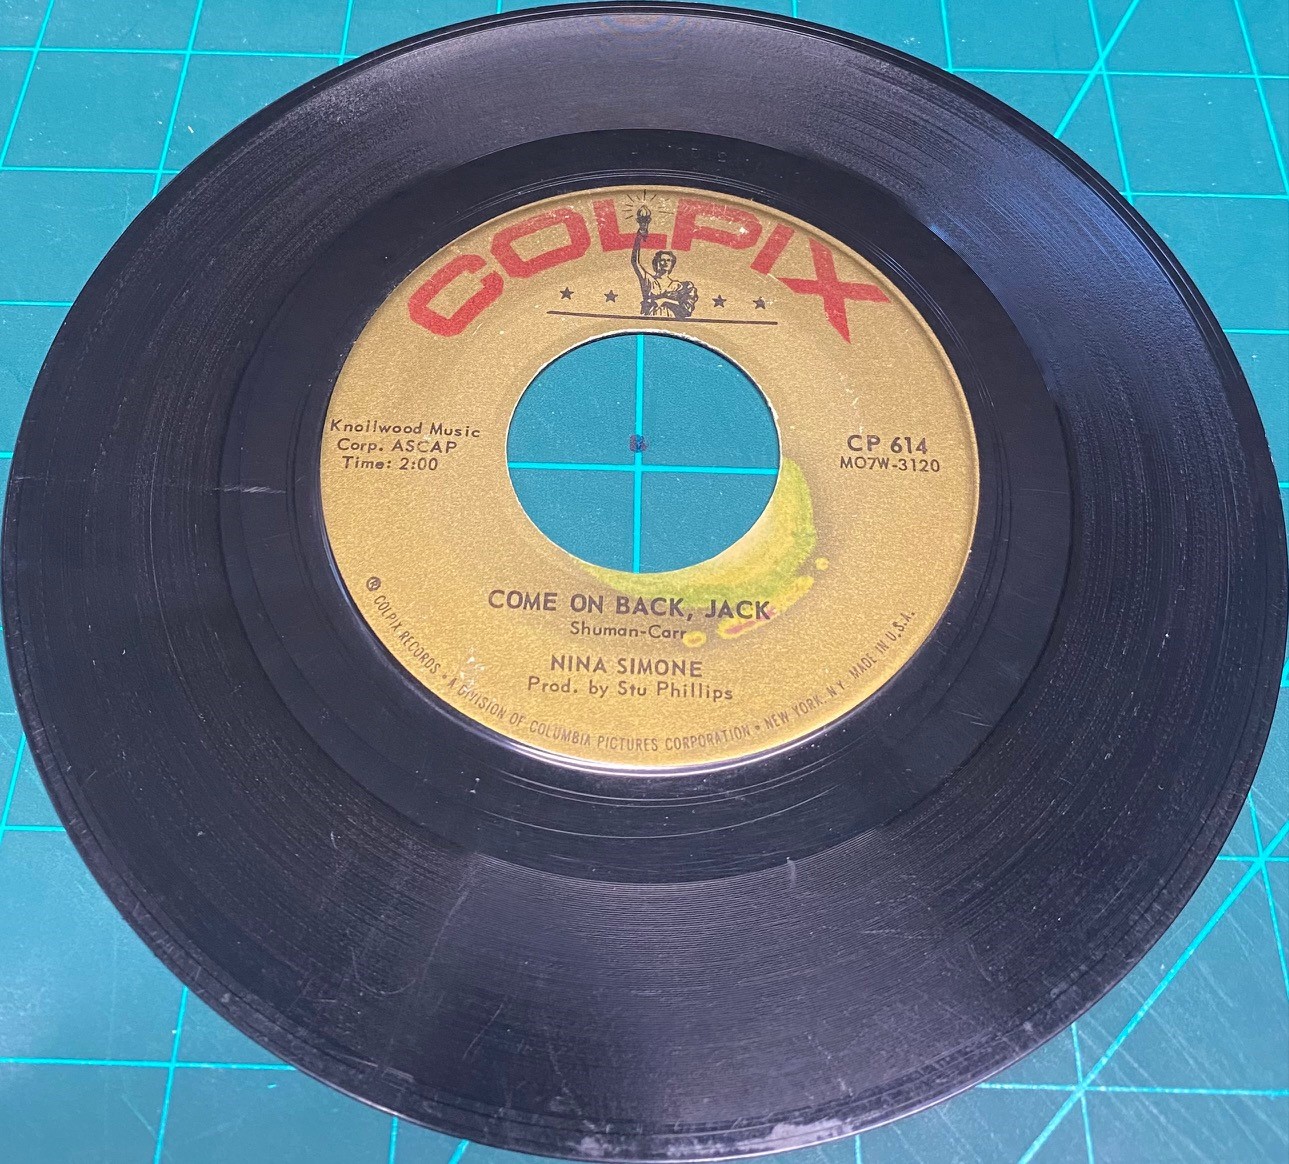 COLPIX
Knollwood Music
Corp. ASCAP
Time: 2:00
CP 614
MO7W-3120
COME ON BACK, JACK
Shuman-Carr
NINA SIMONE
Prod. by Stu Phillips
℗ COLPIX RECORDS • A DIVISION OF COLUMBIA PICTURES CORPORATION • NEW YORK, N.Y. MADE IN U.S.A.